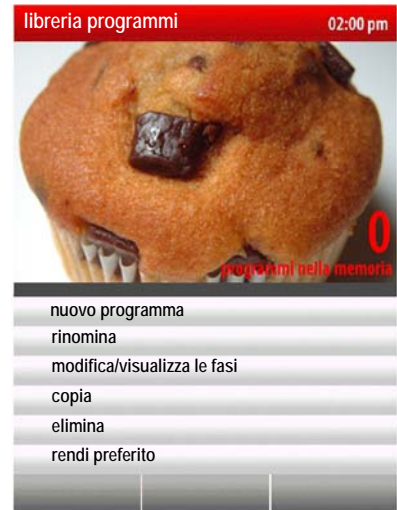 libreria programmi 02:00 pm
0
programmi nella memoria
nuovo programma
rinomina
modifica/visualizza le fasi
copia
elimina
rendi preferito